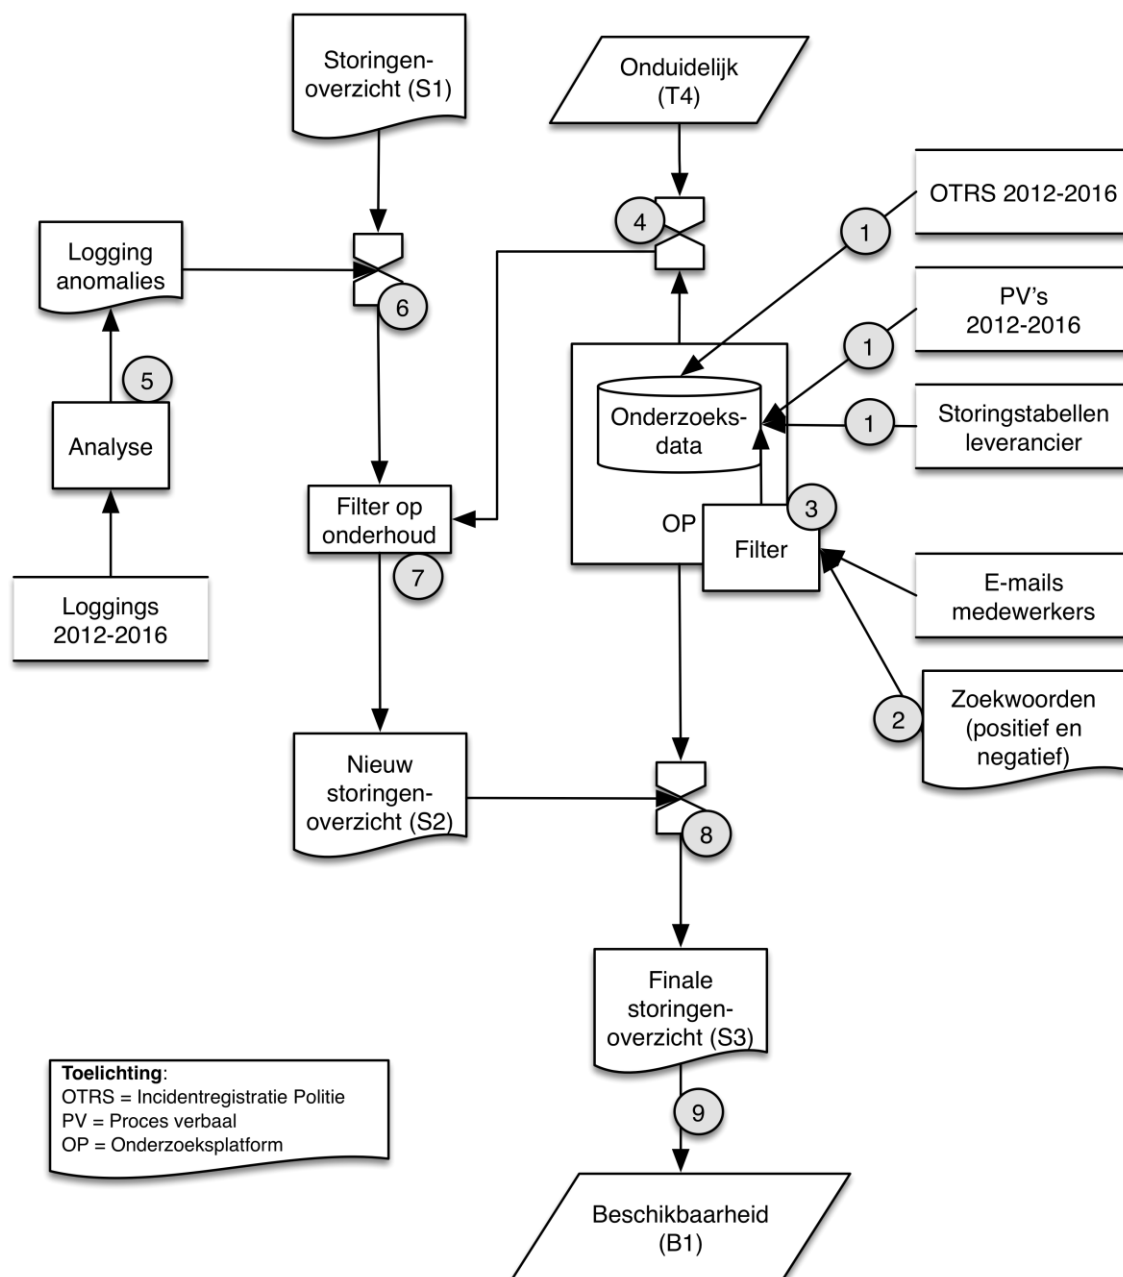 Storingen-
overzicht (S1)
Onduidelijk
(T4)
OTRS 2012-2016
1
4
Logging
anomalies
PV's
2012-2016
1
6
5
Analyse
Onderzoeks-
data
1
Storingstabellen
leverancier
Filter op
onderhoud
7
OP
3
Filter
E-mails
medewerkers
Loggings
2012-2016
2
Zoekwoorden
(positief en
negatief)
Nieuw
storingen-
overzicht (S2)
8
Finale
storingen-
overzicht (S3)
9
Toelichting:
OTRS = Incidentregistratie Politie
PV = Proces verbaal
OP = Onderzoeksplatform
Beschikbaarheid
(B1)